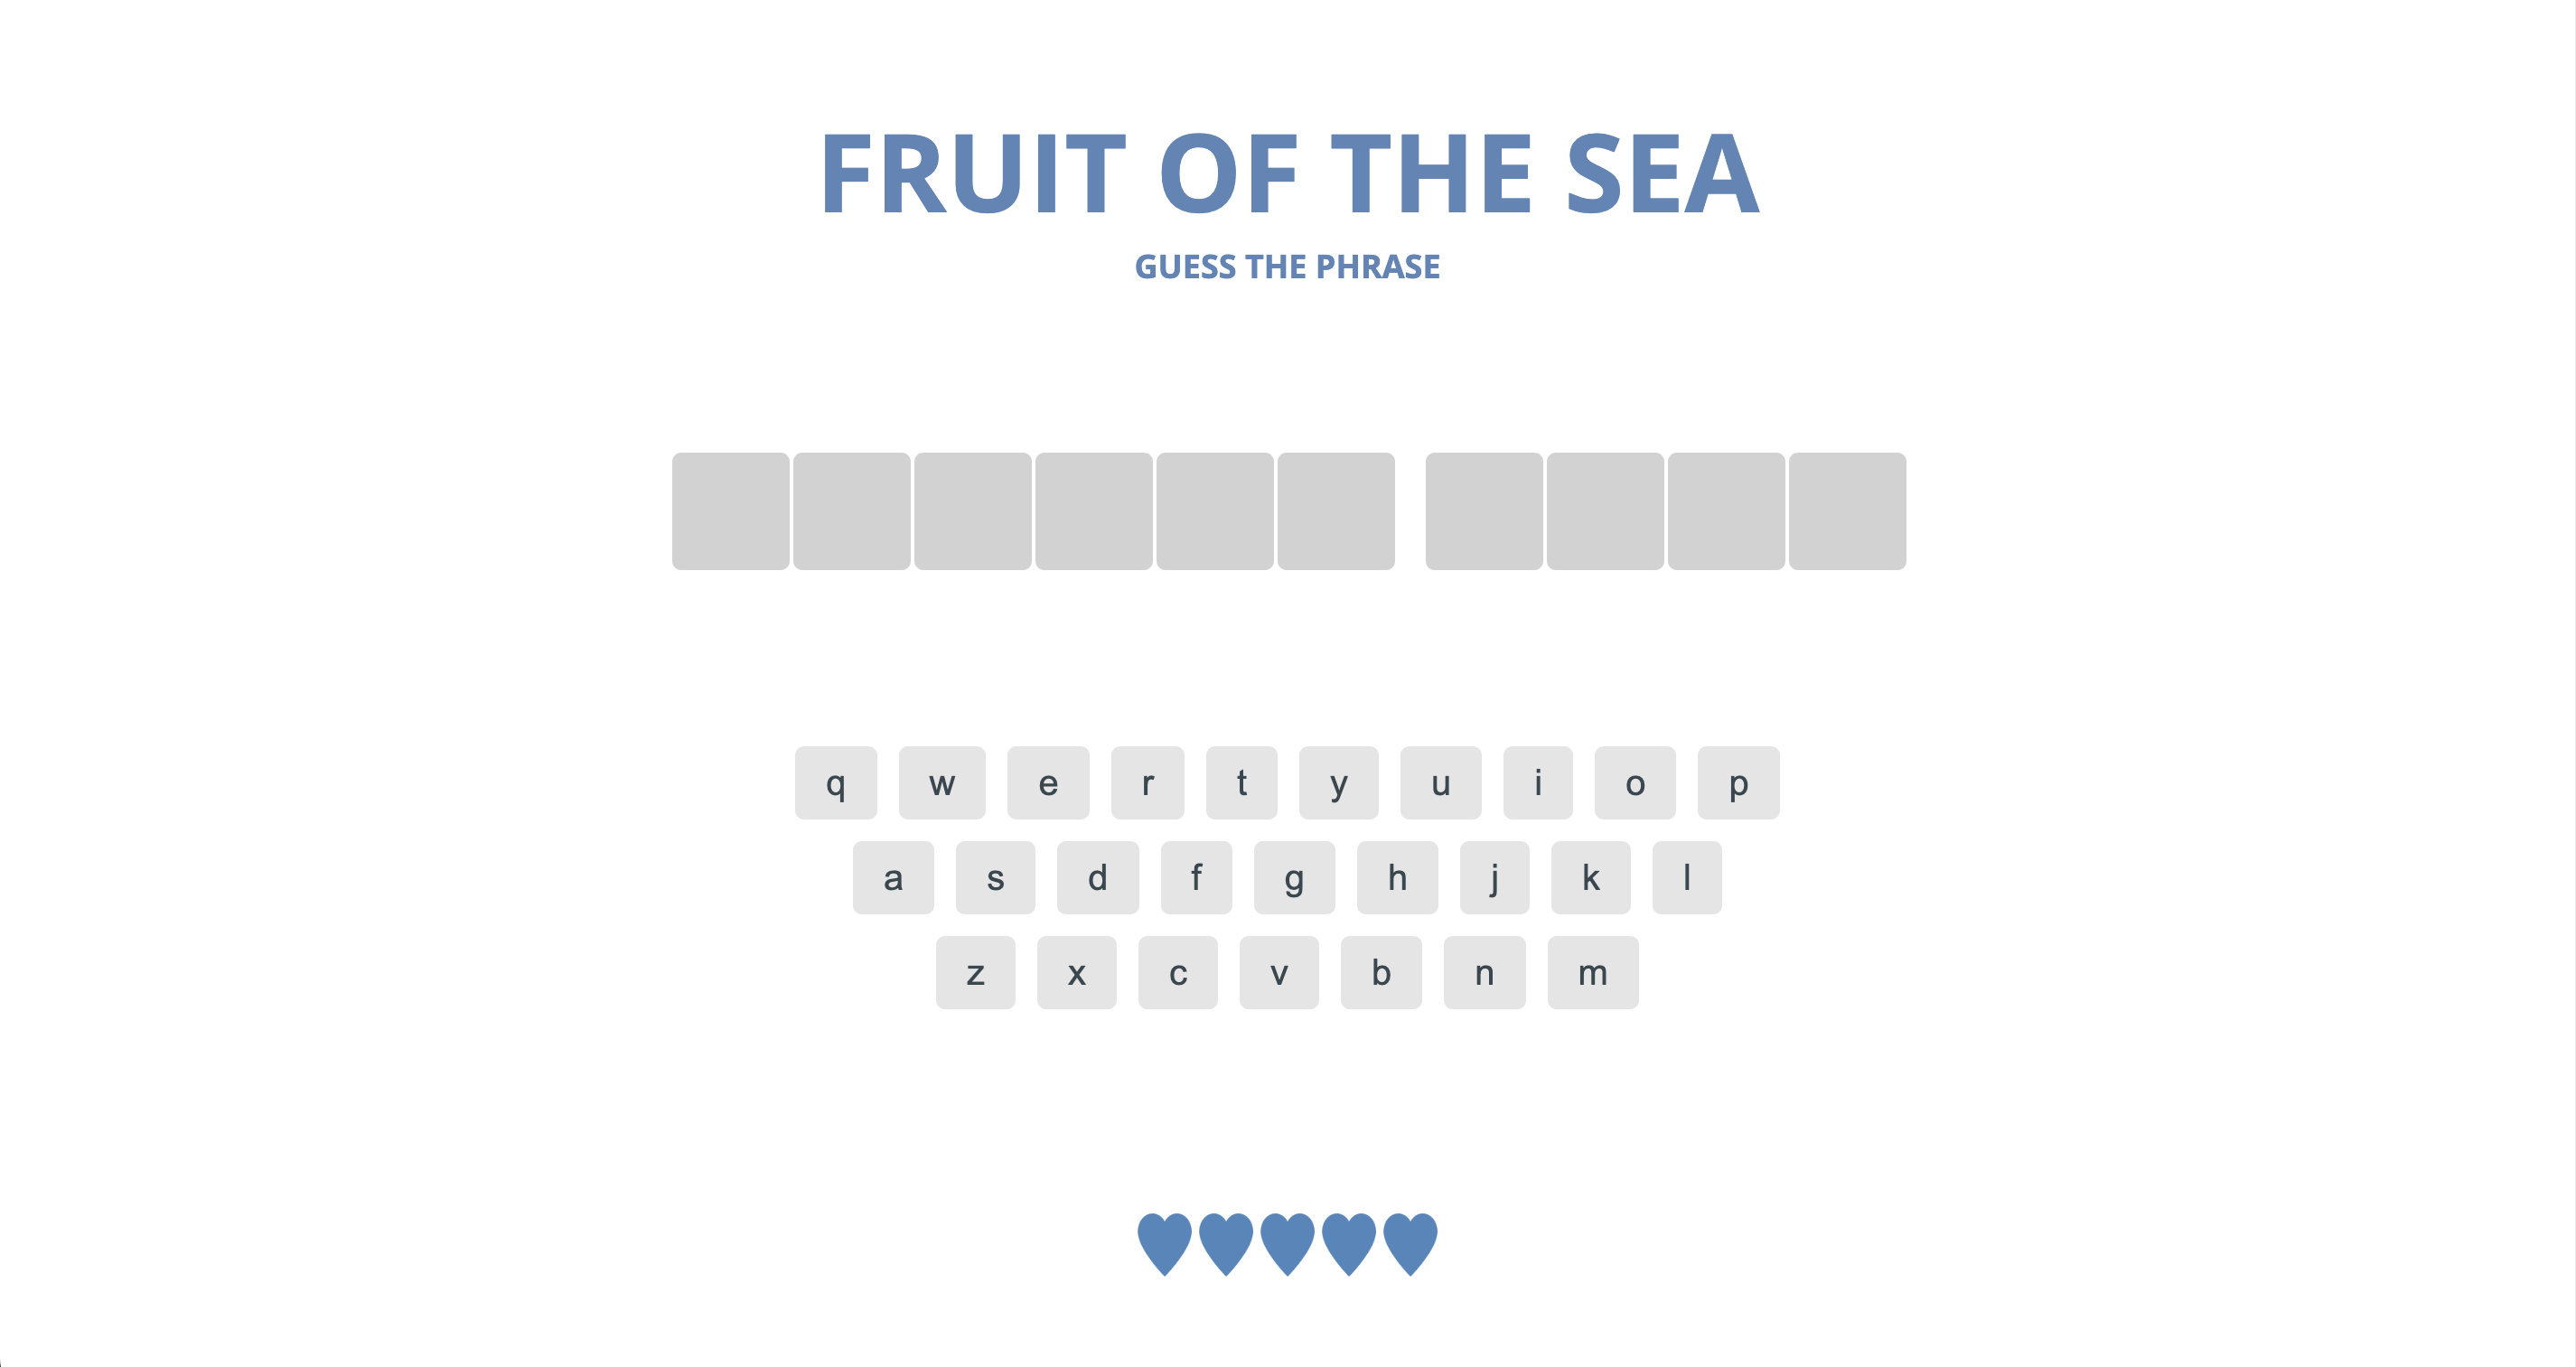 FRUIT OF THE SEA
GUESS THE PHRASE
q w e r t y u i o p
a s d f g h j k l
z x c v b n m